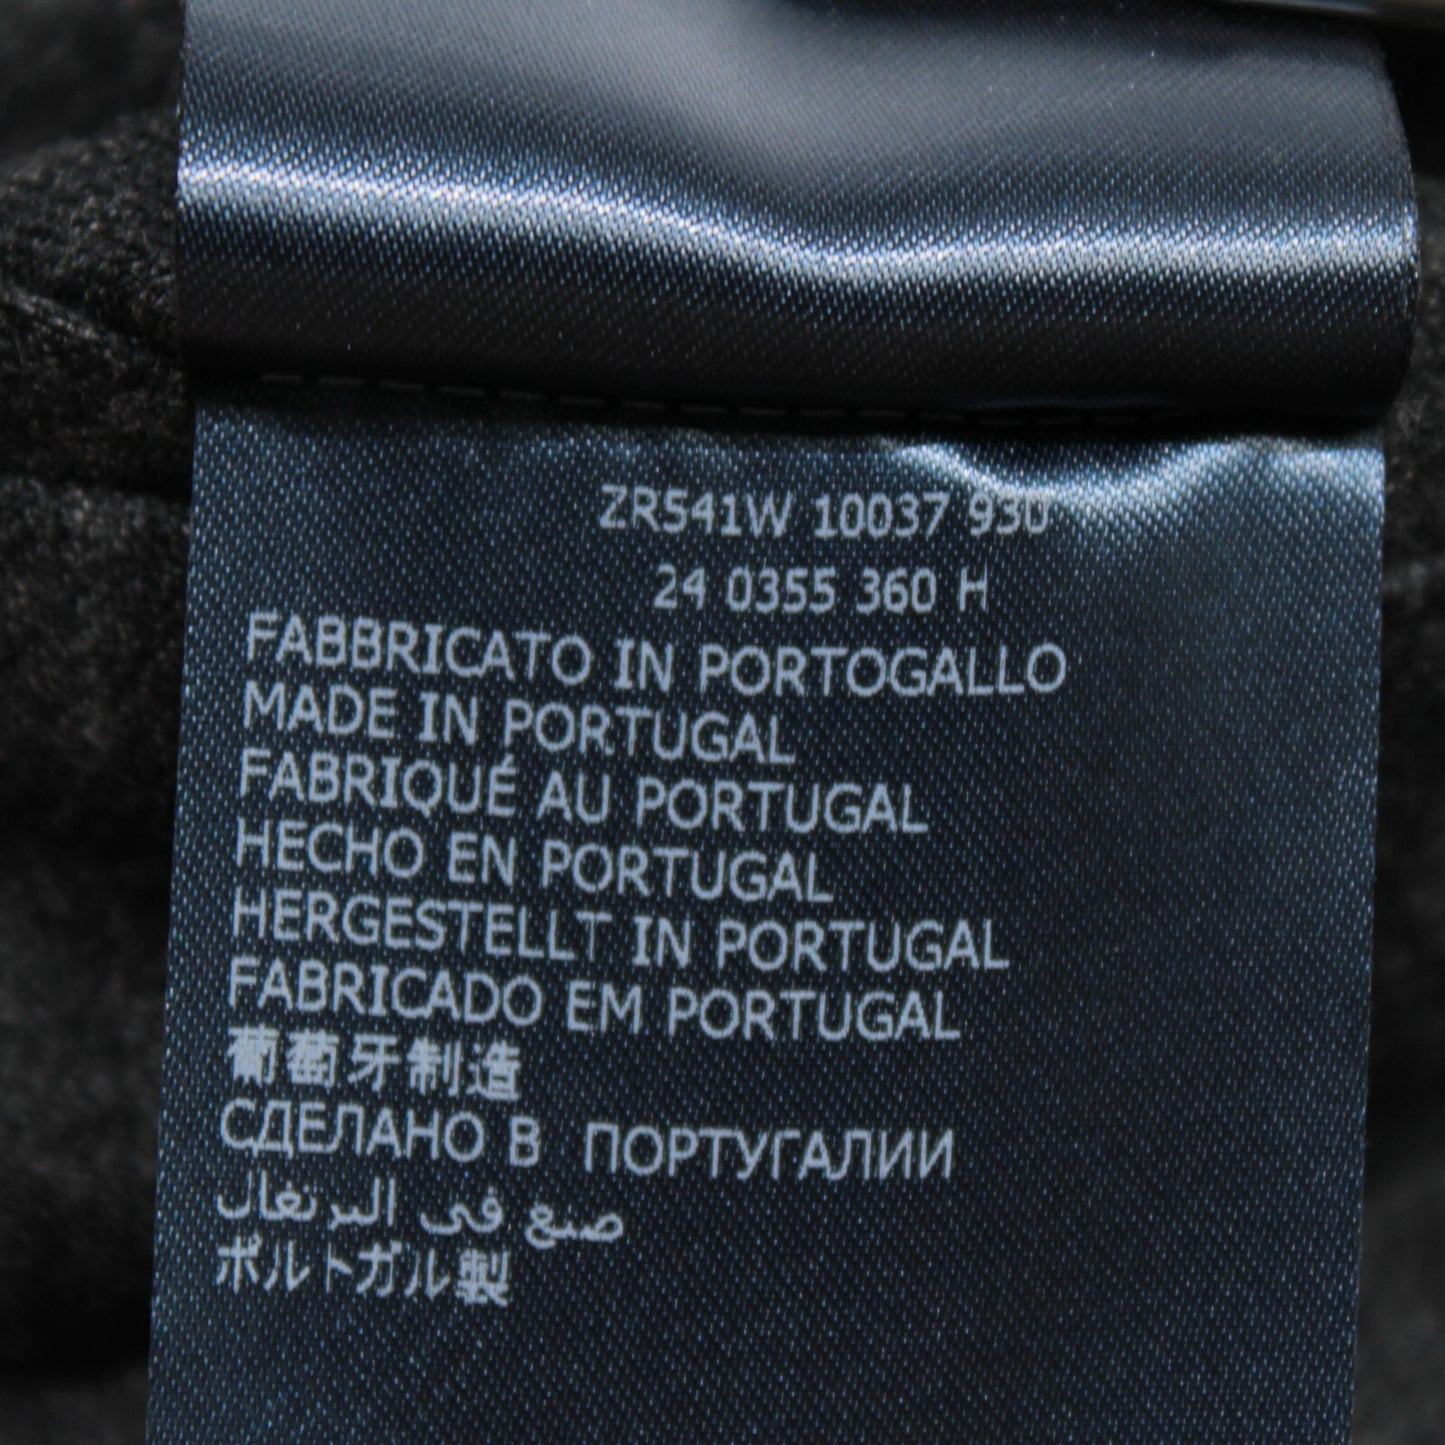 ZR541W 10037 930
24 0355 360 H
FABBRICATO IN PORTOGALLO
MADE IN PORTUGAL
FABRIQUÉ AU PORTUGAL
HECHO EN PORTUGAL
HERGESTELLT IN PORTUGAL
FABRICADO EM PORTUGAL
葡萄牙制造
СДЕЛАНО В ПОРТУГАЛИИ
صنع في البرتغال
ポルトガル製